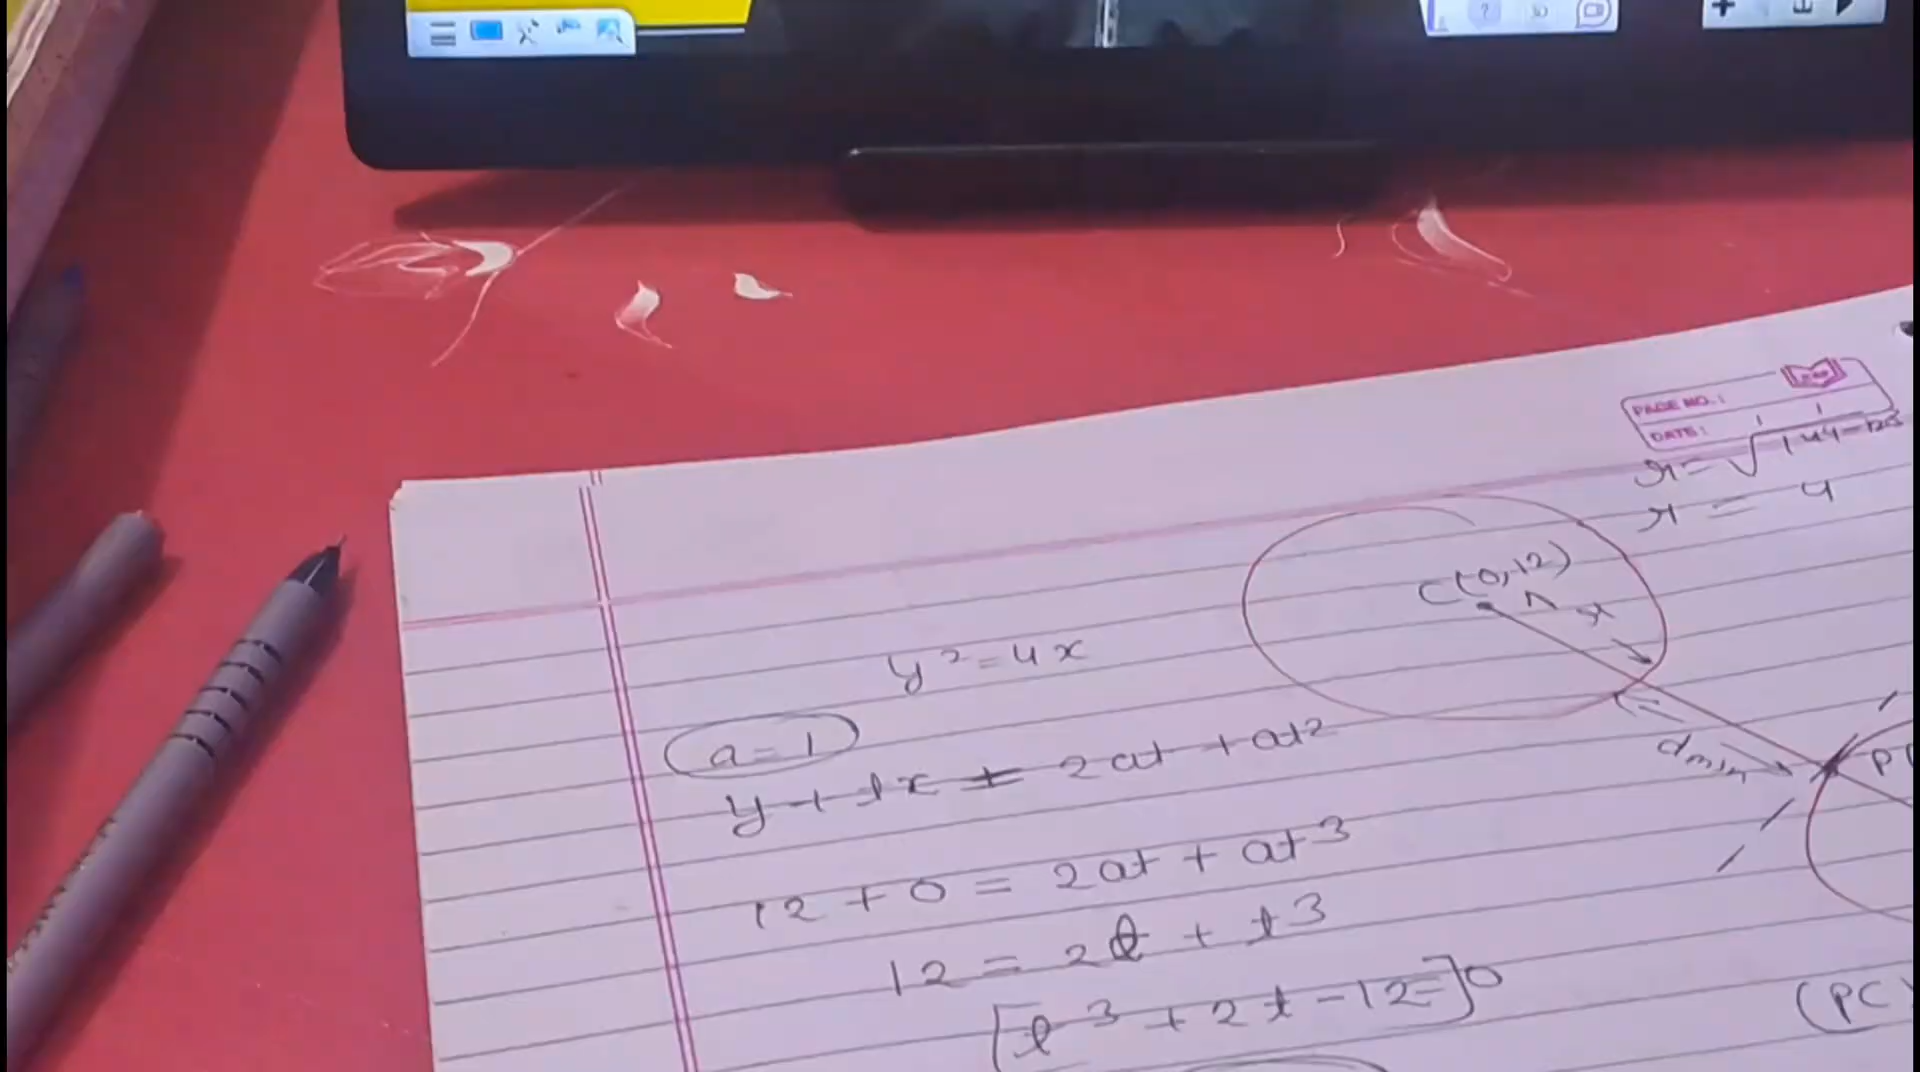 PAGE NO.:
DATE:
r = √144-128
r = 4
C(0,12)
r
y² = 4x
a = 1
dmin
P(
y + tx = 2at + at2
12 + 0 = 2at + at3
12 = 2t + t3
[t3 + 2t - 12 = ]0
(PC)